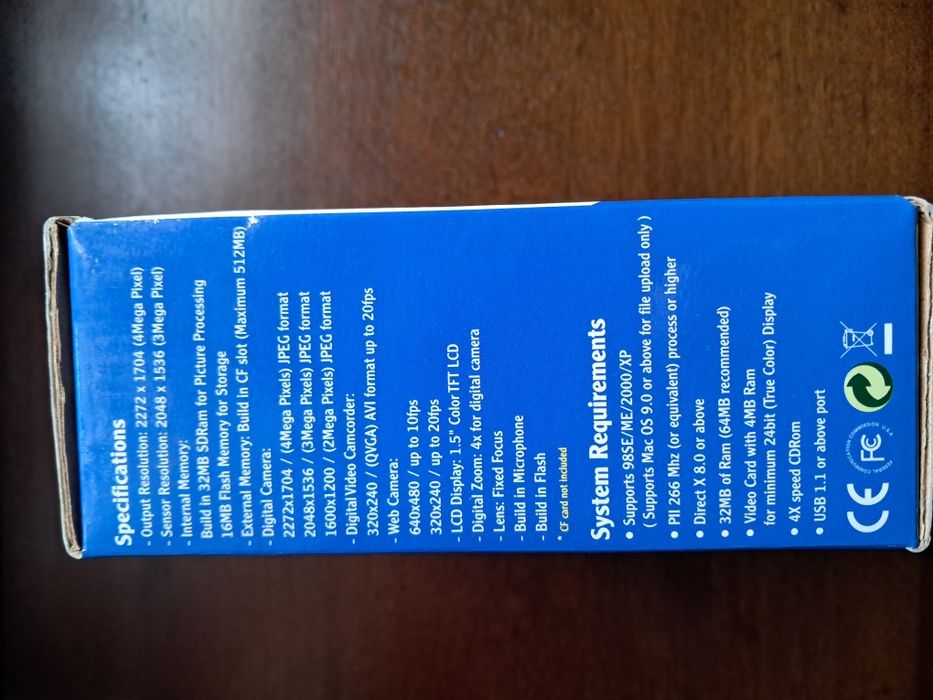 Specifications
- Output Resolution: 2272 x 1704 (4Mega Pixel)
- Sensor Resolution: 2048 x 1536 (3Mega Pixel)
- Internal Memory:
Build in 32MB SDRam for Picture Processing
16MB Flash Memory for Storage
- External Memory: Build in CF slot (Maximum 512MB)
- Digital Camera:
2272x1704 / (4Mega Pixels) JPEG format
2048x1536 / (3Mega Pixels) JPEG format
1600x1200 / (2Mega Pixels) JPEG format
- Digital Video Camcorder:
320x240 / (QVGA) AVI format up to 20fps
- Web Camera:
640x480 / up to 10fps
320x240 / up to 20fps
- LCD Display: 1.5" Color TFT LCD
- Digital Zoom: 4x for digital camera
- Lens: Fixed Focus
- Build in Microphone
- Build in Flash
* CF card not included
System Requirements
• Supports 98SE/ME/2000/XP
( Supports Mac OS 9.0 or above for file upload only )
• PII 266 Mhz (or equivalent) process or higher
• Direct X 8.0 or above
• 32MB of Ram (64MB recommended)
• Video Card with 4MB Ram
for minimum 24bit (True Color) Display
• 4X speed CDRom
• USB 1.1 or above port
CE
FEDERAL COMMUNICATION COMMISSION U.S.A
FC